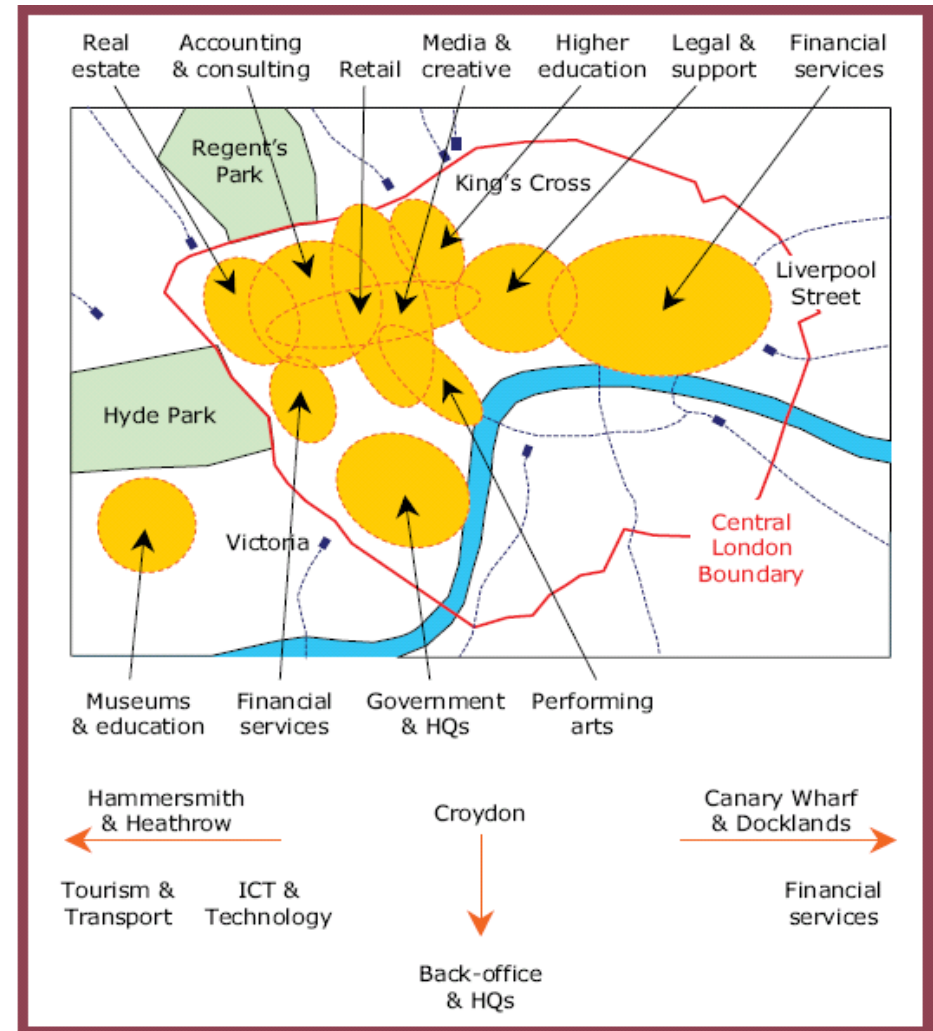 Real
estate
Accounting
& consulting
Retail
Media &
creative
Higher
education
Legal &
support
Financial
services
Regent's
Park
King's Cross
Liverpool
Street
Hyde Park
Victoria
Central
London
Boundary
Museums
& education
Financial
services
Government
& HQs
Performing
arts
Hammersmith
& Heathrow
Croydon
Canary Wharf
& Docklands
Tourism &
Transport
ICT &
Technology
Financial
services
Back-office
& HQs